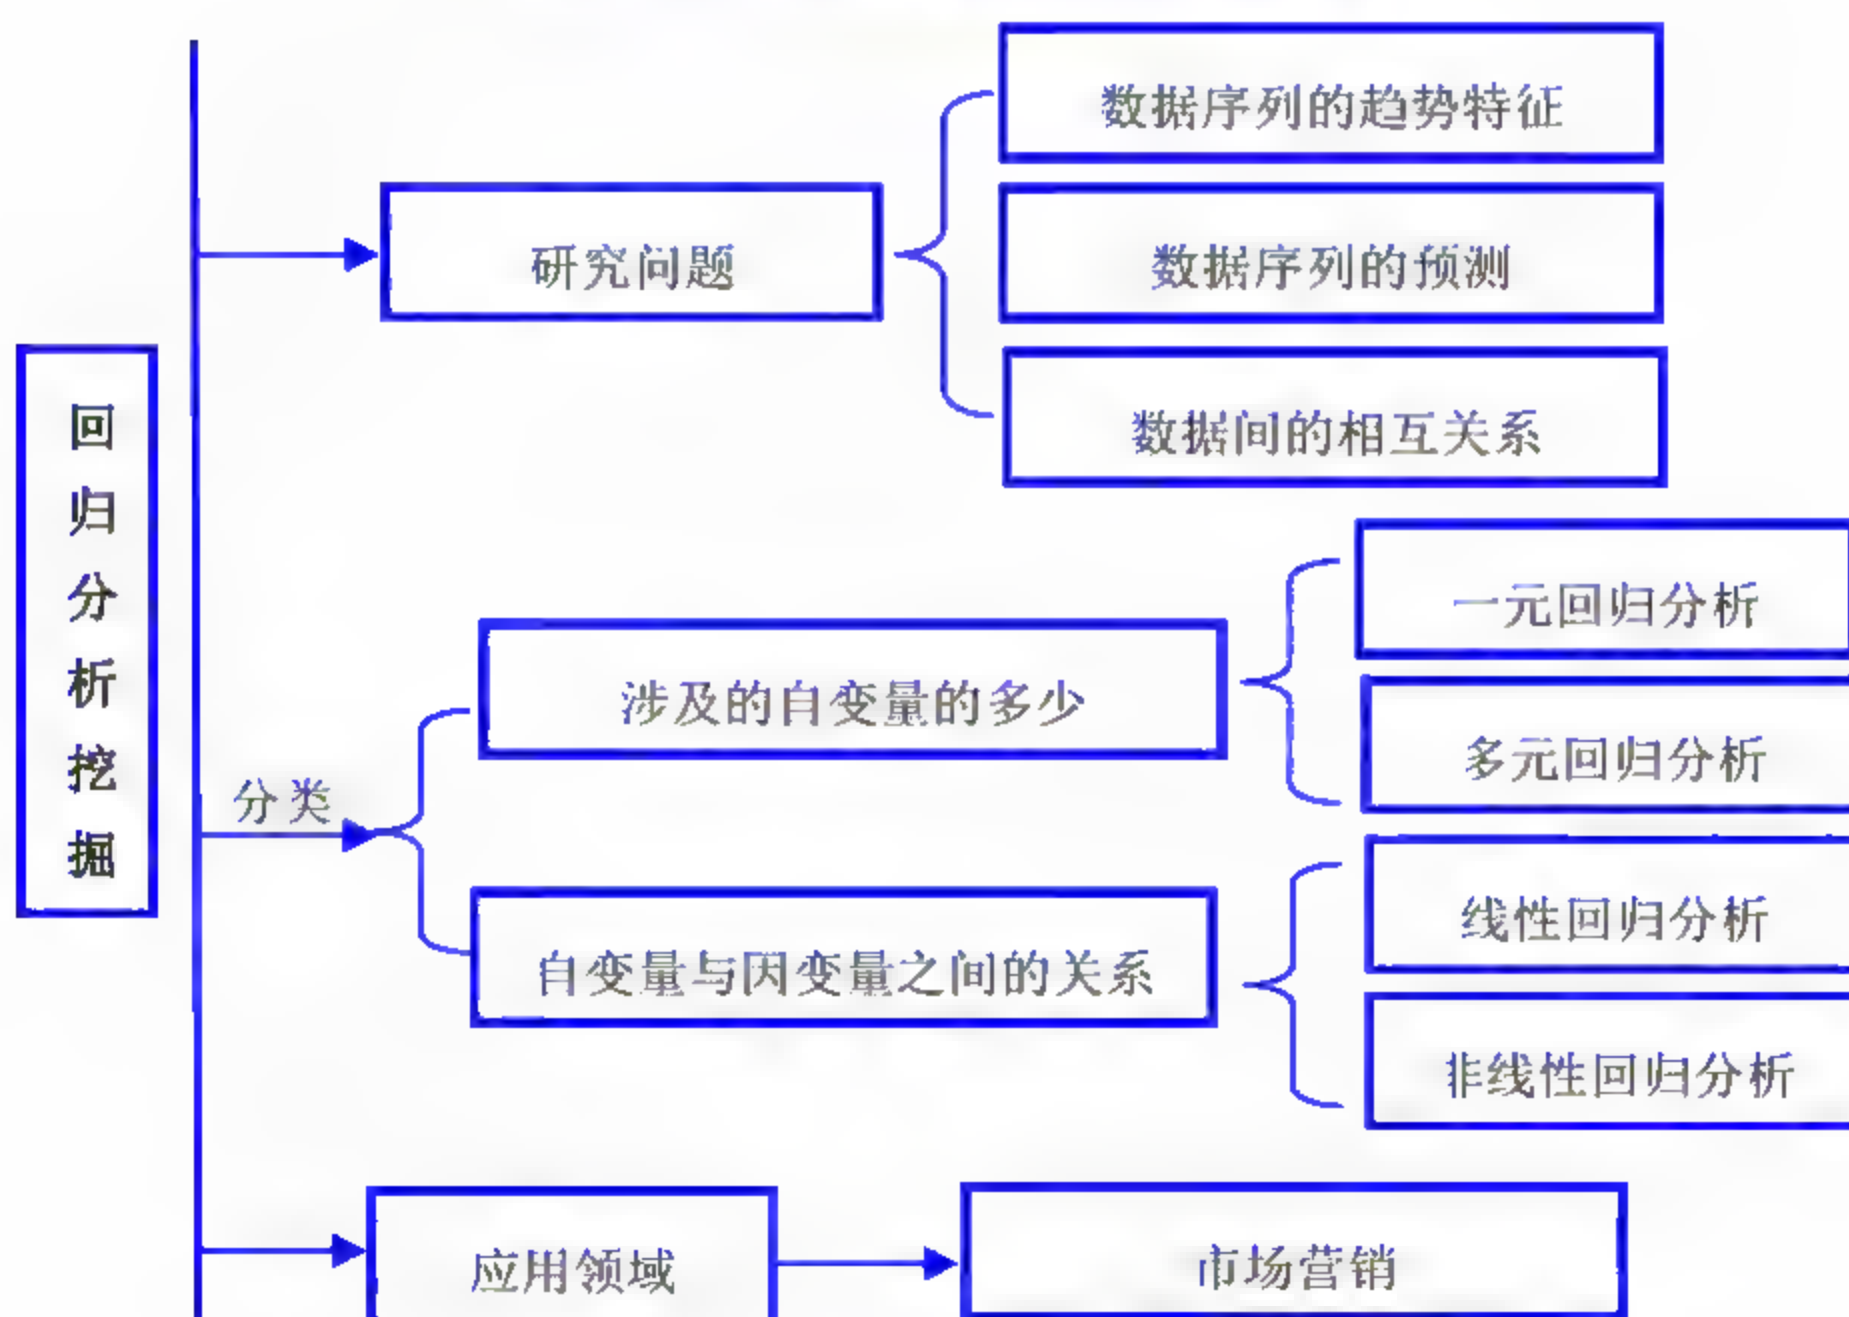 回归分析挖掘
研究问题
数据序列的趋势特征
数据序列的预测
数据间的相互关系
分类
涉及的自变量的多少
一元回归分析
多元回归分析
自变量与因变量之间的关系
线性回归分析
非线性回归分析
应用领域
市场营销